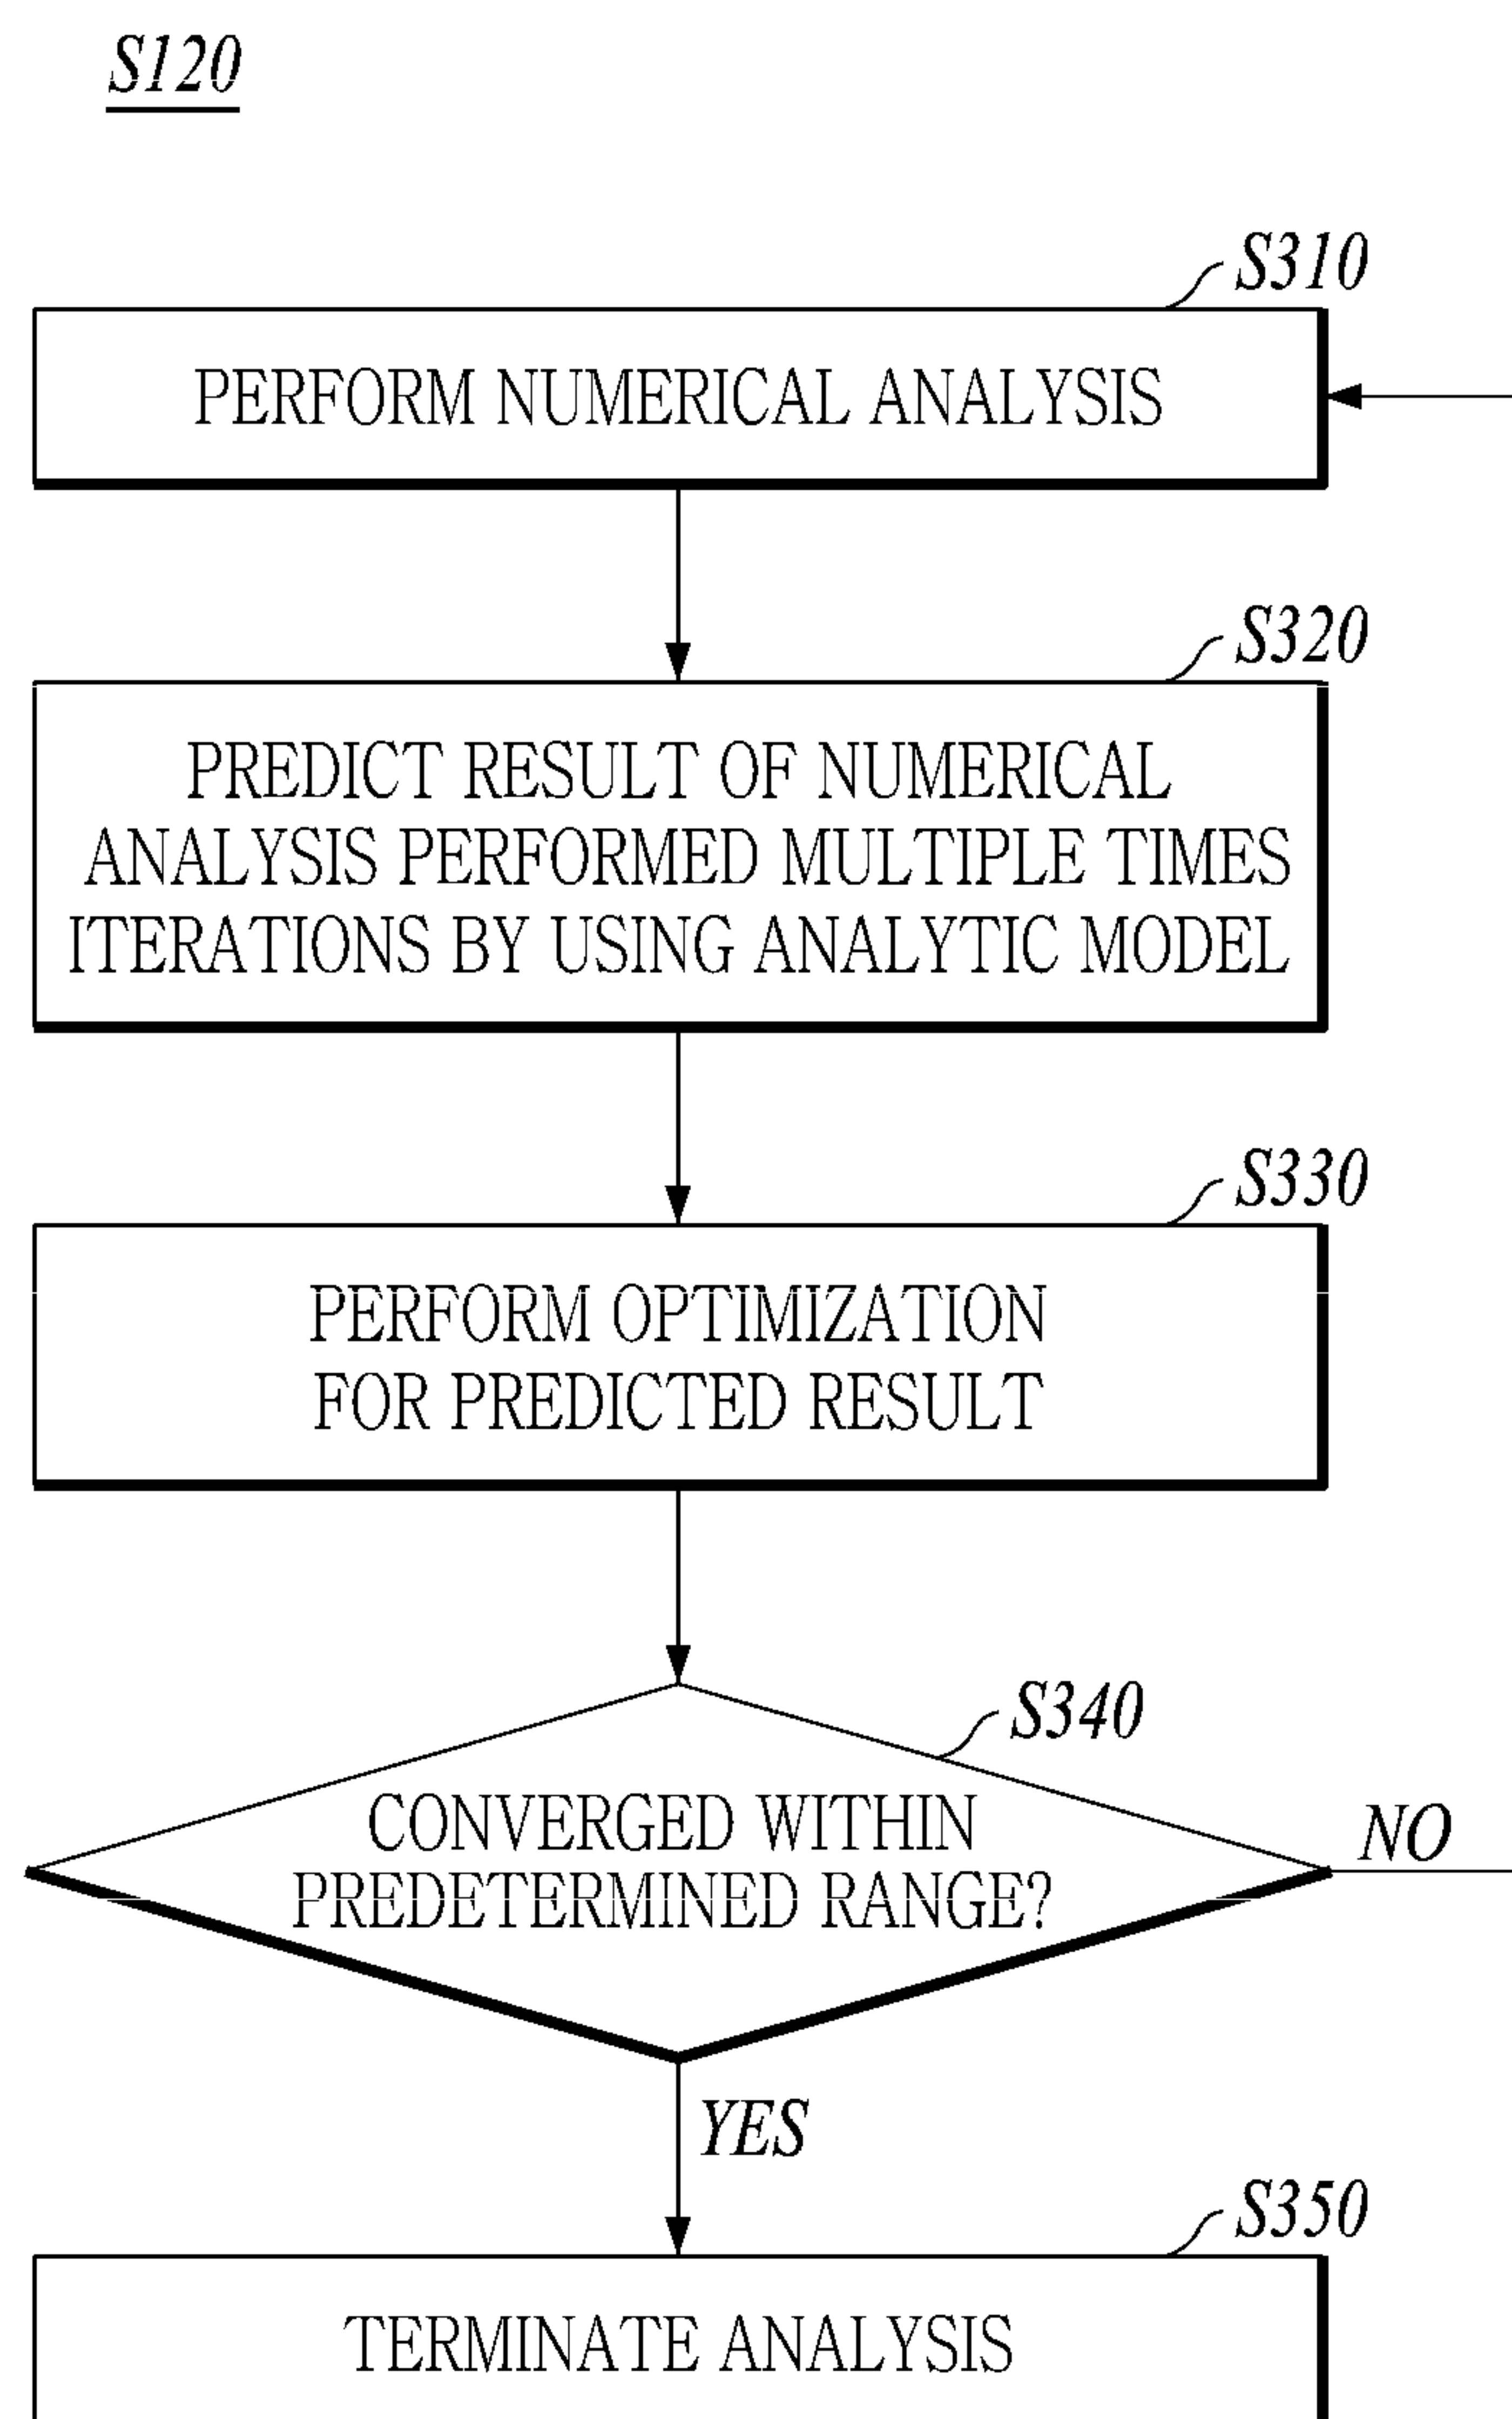 S120
S310
PERFORM NUMERICAL ANALYSIS
S320
PREDICT RESULT OF NUMERICAL
ANALYSIS PERFORMED MULTIPLE TIMES
ITERATIONS BY USING ANALYTIC MODEL
S330
PERFORM OPTIMIZATION
FOR PREDICTED RESULT
S340
CONVERGED WITHIN
PREDETERMINED RANGE?
NO
YES
S350
TERMINATE ANALYSIS